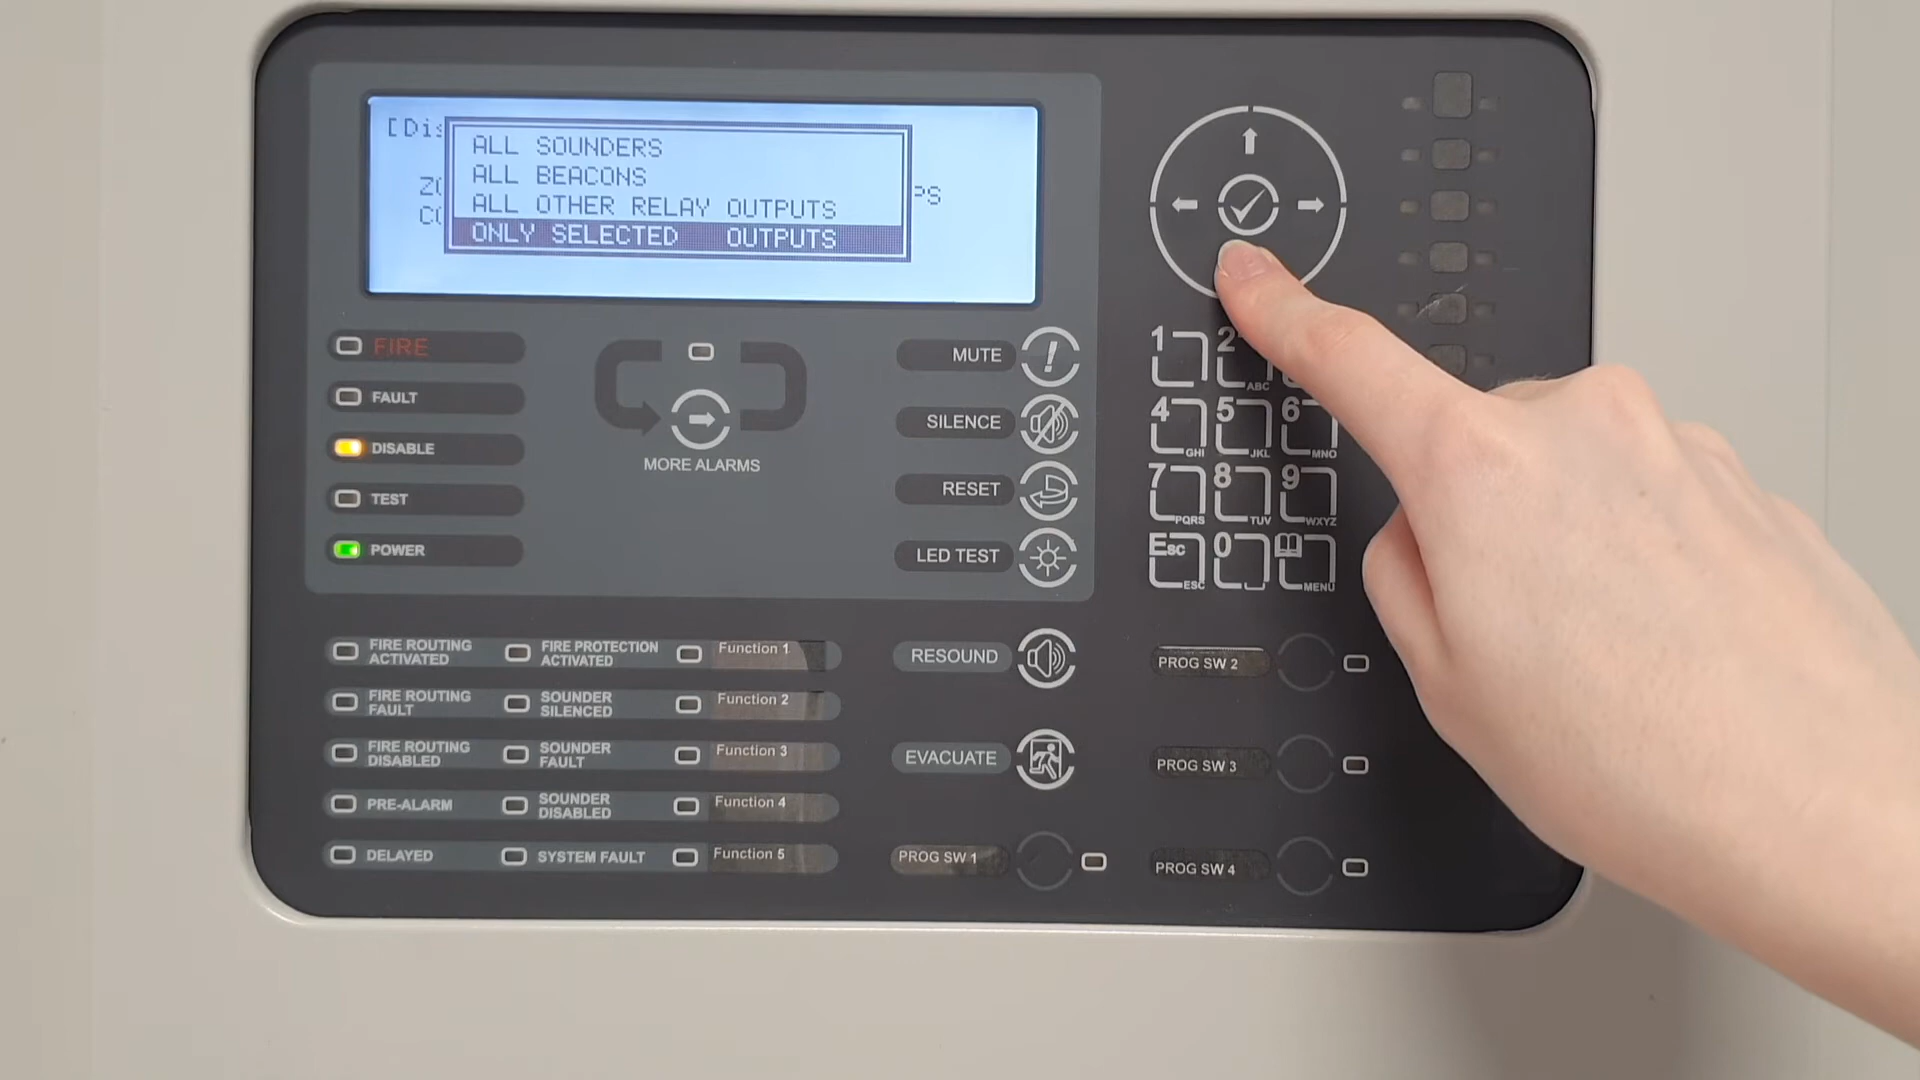 [Dis
ALL SOUNDERS
ALL BEACONS
ALL OTHER RELAY OUTPUTS
ONLY SELECTED OUTPUTS
PS
FIRE
FAULT
DISABLE
TEST
POWER
MORE ALARMS
MUTE
SILENCE
RESET
LED TEST
1
2
ABC
4
GHI
5
JKL
6
MNO
7
PQRS
8
TUV
9
WXYZ
Esc
ESC
0
MENU
FIRE ROUTING
ACTIVATED
FIRE PROTECTION
ACTIVATED
Function 1
FIRE ROUTING
FAULT
SOUNDER
SILENCED
Function 2
FIRE ROUTING
DISABLED
SOUNDER
FAULT
Function 3
PRE-ALARM
SOUNDER
DISABLED
Function 4
DELAYED
SYSTEM FAULT
Function 5
RESOUND
EVACUATE
PROG SW 1
PROG SW 2
PROG SW 3
PROG SW 4